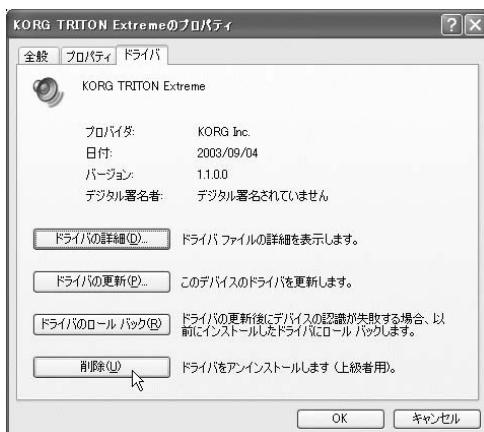 KORG TRITON Extremeのプロパティ
全般 プロパティ ドライバ
KORG TRITON Extreme
プロバイダ: KORG Inc.
日付: 2003/09/04
バージョン: 1.1.0.0
デジタル署名者: デジタル署名されていません
ドライバの詳細(D)... ドライバ ファイルの詳細を表示します。
ドライバの更新(P)... このデバイスのドライバを更新します。
ドライバのロール バック(R) ドライバの更新後にデバイスの認識が失敗する場合、以
前にインストールしたドライバにロール バックします。
削除(U) ドライバをアンインストールします (上級者用)。
OK キャンセル